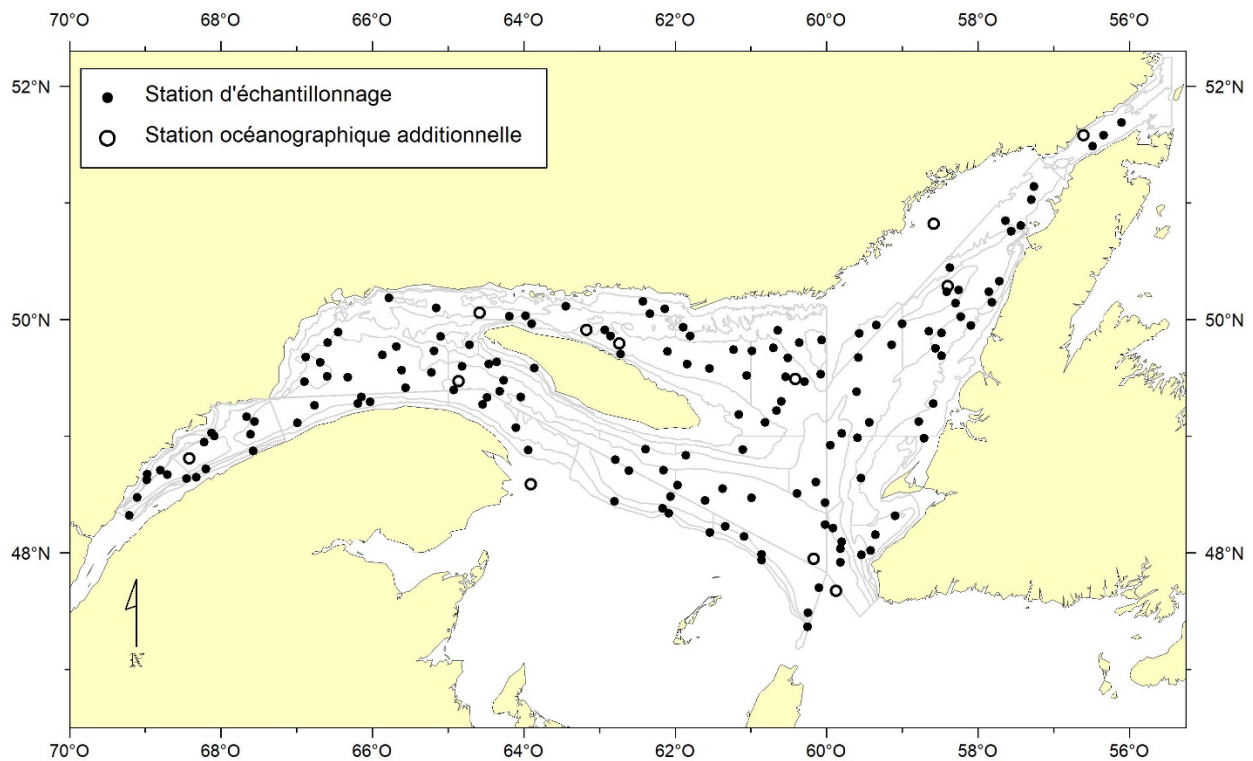 70°O 68°O 66°O 64°O 62°O 60°O 58°O 56°O
52°N 52°N
Station d'échantillonnage
Station océanographique additionnelle
50°N 50°N
48°N 48°N
N
70°O 68°O 66°O 64°O 62°O 60°O 58°O 56°O